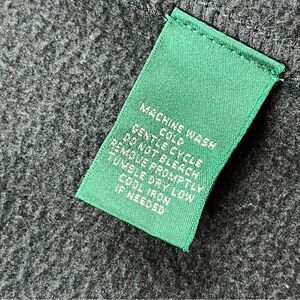 MACHINE WASH
COLD
GENTLE CYCLE
DO NOT BLEACH
REMOVE PROMPTLY
TUMBLE DRY LOW
COOL IRON
IF NEEDED